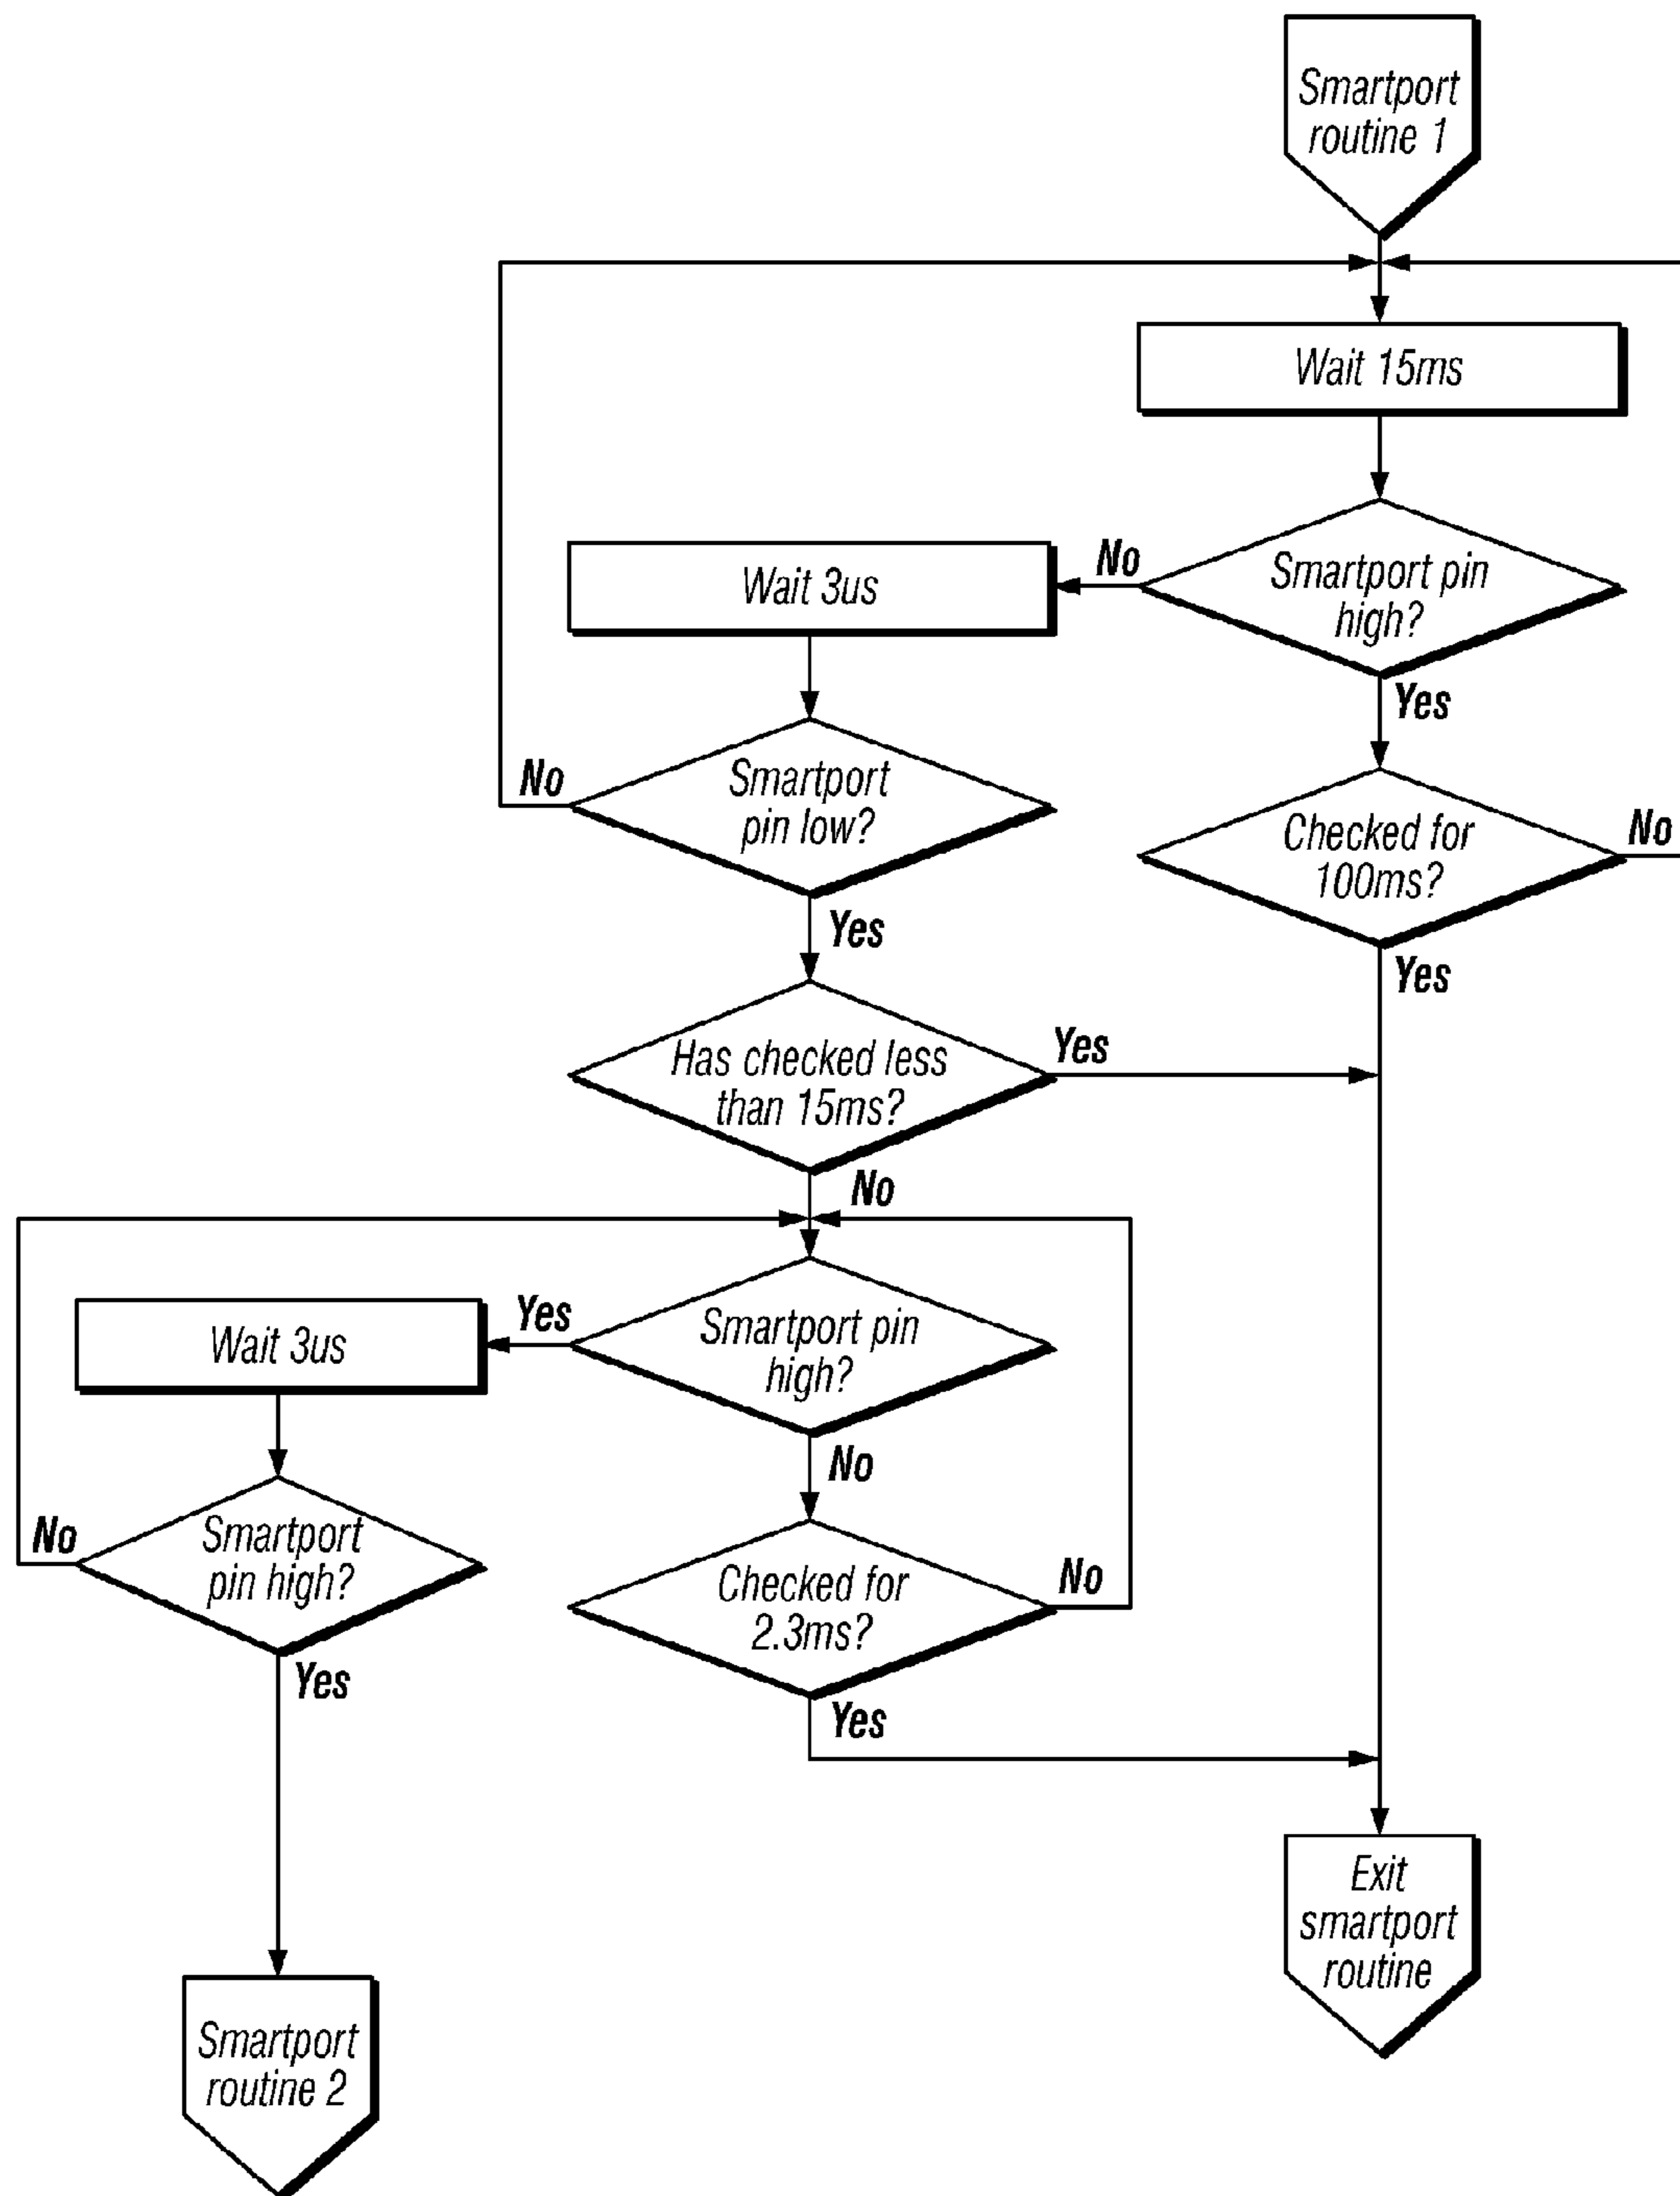 Smartport
routine 1
Wait 15ms
Wait 3us
No
Smartport pin
high?
Yes
No
Smartport
pin low?
Checked for
100ms?
No
Yes
Yes
Has checked less
than 15ms?
Yes
No
Wait 3us
Yes
Smartport pin
high?
No
No
Smartport
pin high?
Checked for
2.3ms?
No
Yes
Yes
Exit
smartport
routine
Smartport
routine 2